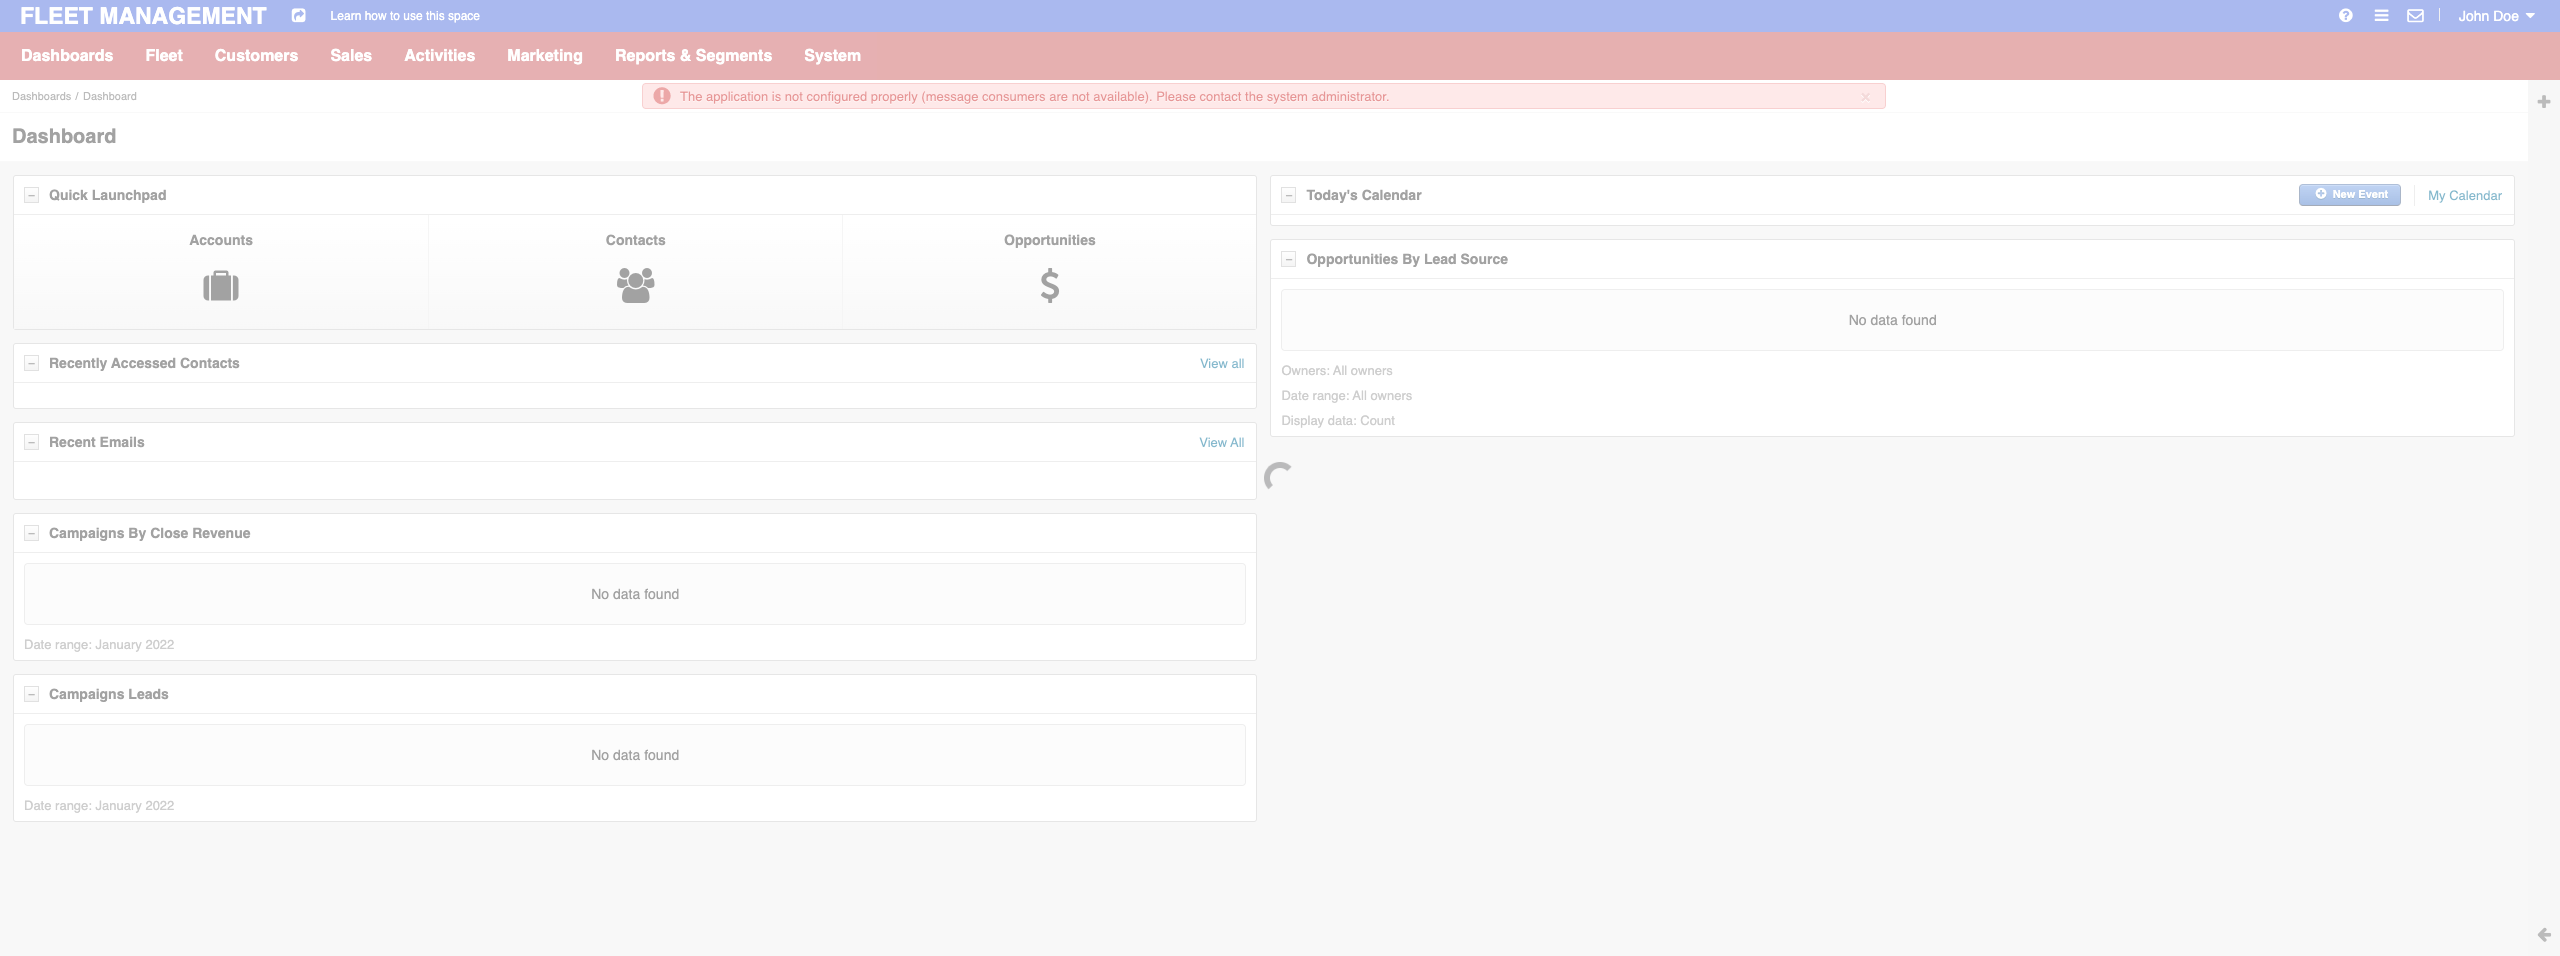 FLEET MANAGEMENT Learn how to use this space John Doe
Dashboards Fleet Customers Sales Activities Marketing Reports & Segments System
Dashboards / Dashboard
The application is not configured properly (message consumers are not available). Please contact the system administrator. ×
Dashboard
Quick Launchpad
Accounts Contacts Opportunities
Recently Accessed Contacts View all
Recent Emails View All
Campaigns By Close Revenue
No data found
Date range: January 2022
Campaigns Leads
No data found
Date range: January 2022
Today's Calendar New Event My Calendar
Opportunities By Lead Source
No data found
Owners: All owners
Date range: All owners
Display data: Count